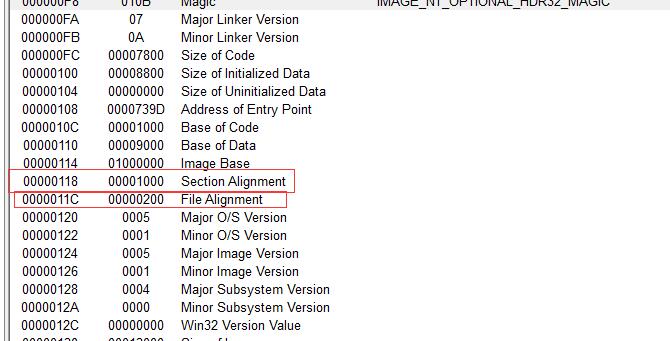 000000F8 010B Magic IMAGE_NT_OPTIONAL_HDR32_MAGIC
000000FA 07 Major Linker Version
000000FB 0A Minor Linker Version
000000FC 00007800 Size of Code
00000100 00008800 Size of Initialized Data
00000104 00000000 Size of Uninitialized Data
00000108 0000739D Address of Entry Point
0000010C 00001000 Base of Code
00000110 00009000 Base of Data
00000114 01000000 Image Base
00000118 00001000 Section Alignment
0000011C 00000200 File Alignment
00000120 0005 Major O/S Version
00000122 0001 Minor O/S Version
00000124 0005 Major Image Version
00000126 0001 Minor Image Version
00000128 0004 Major Subsystem Version
0000012A 0000 Minor Subsystem Version
0000012C 00000000 Win32 Version Value